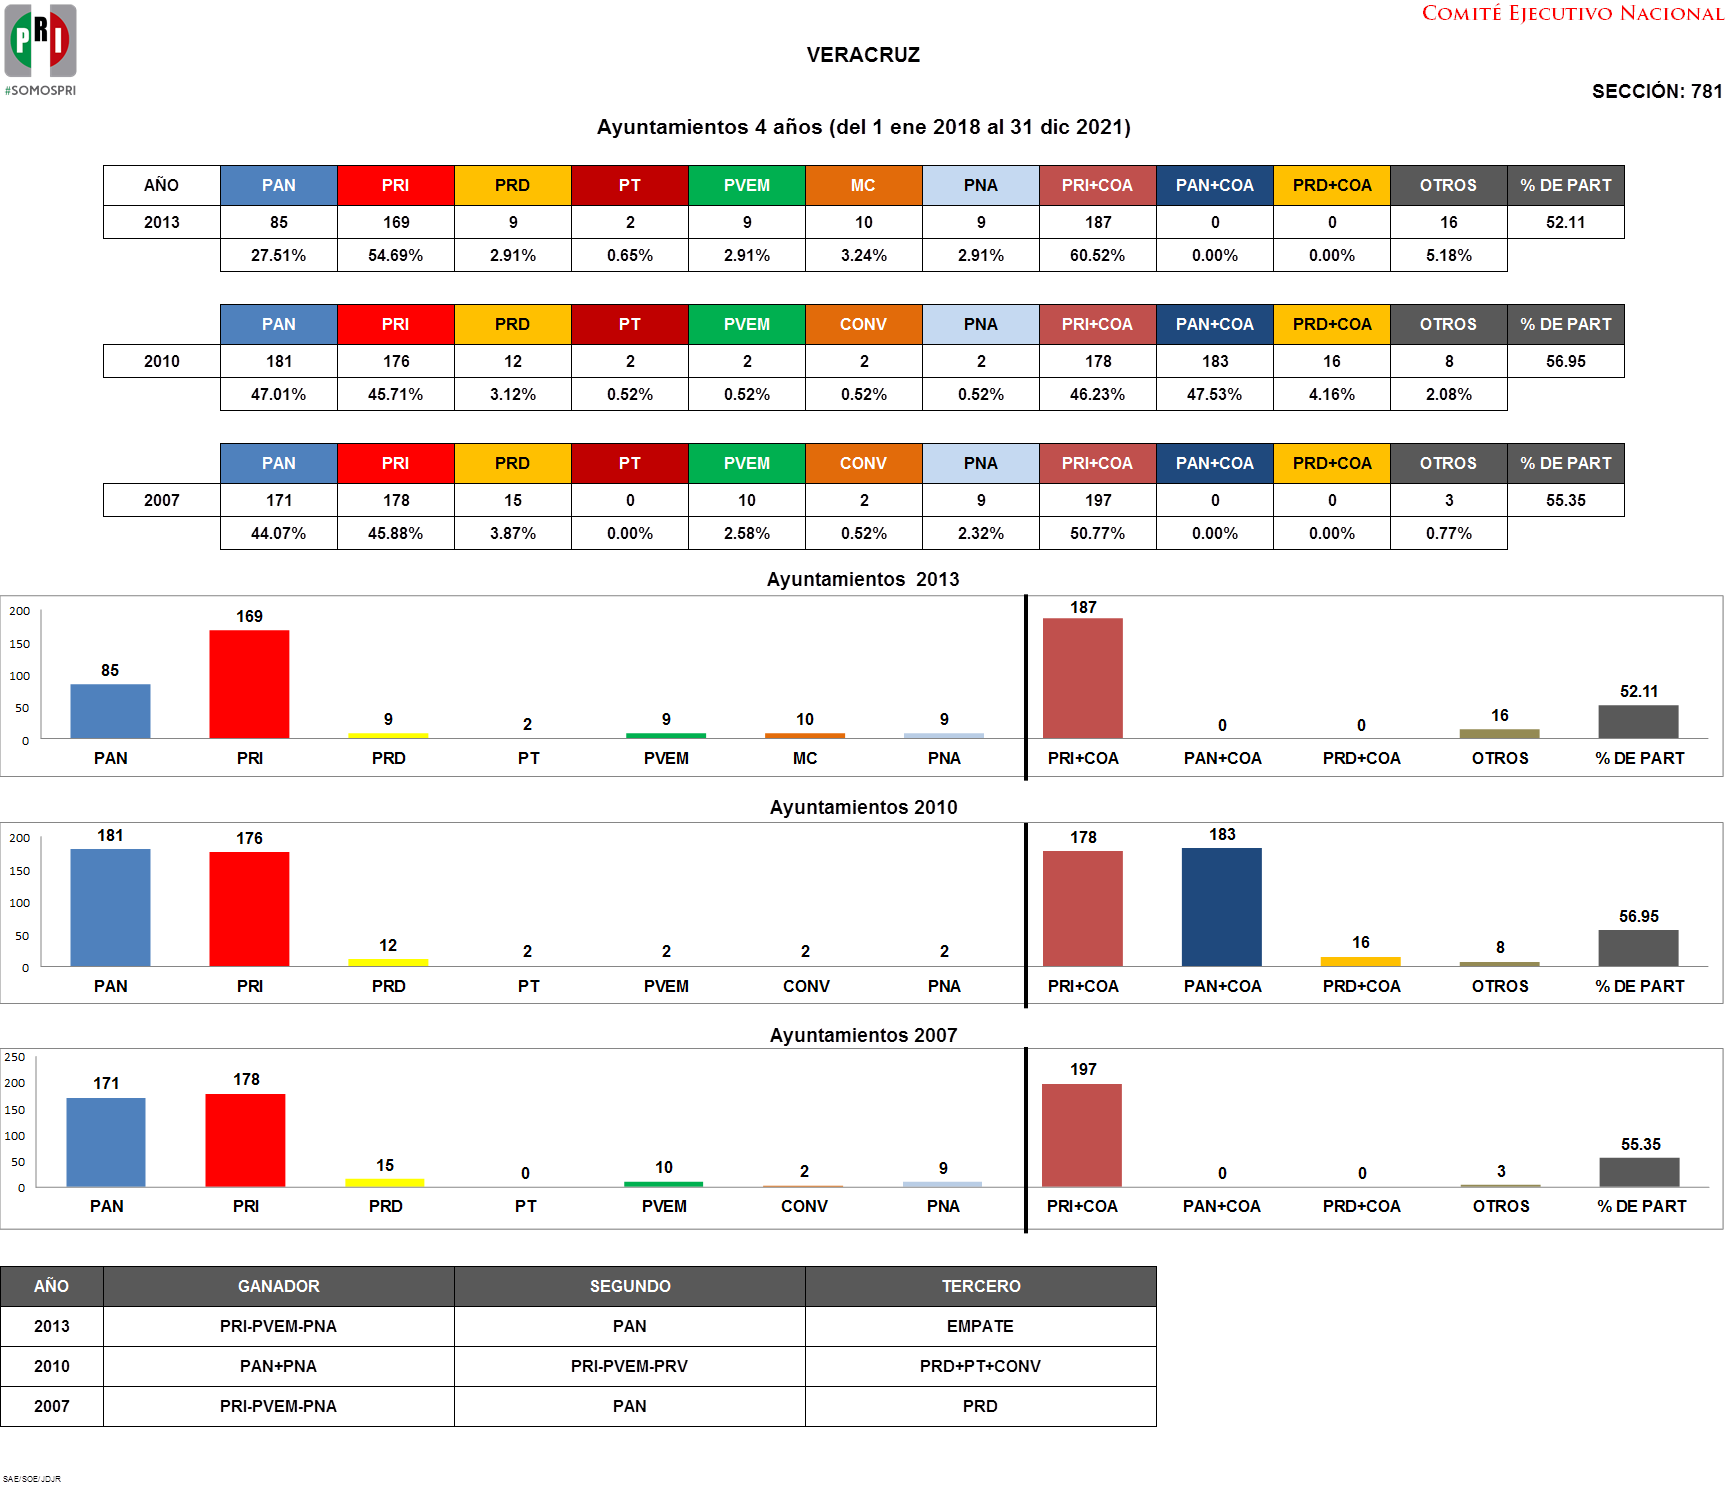 COMITÉ EJECUTIVO NACIONAL
PRI
#SOMOSPRI
VERACRUZ
SECCIÓN: 781
Ayuntamientos 4 años (del 1 ene 2018 al 31 dic 2021)
AÑO PAN PRI PRD PT PVEM MC PNA PRI+COA PAN+COA PRD+COA OTROS % DE PART
2013 85 169 9 2 9 10 9 187 0 0 16 52.11
27.51% 54.69% 2.91% 0.65% 2.91% 3.24% 2.91% 60.52% 0.00% 0.00% 5.18%
PAN PRI PRD PT PVEM CONV PNA PRI+COA PAN+COA PRD+COA OTROS % DE PART
2010 181 176 12 2 2 2 2 178 183 16 8 56.95
47.01% 45.71% 3.12% 0.52% 0.52% 0.52% 0.52% 46.23% 47.53% 4.16% 2.08%
PAN PRI PRD PT PVEM CONV PNA PRI+COA PAN+COA PRD+COA OTROS % DE PART
2007 171 178 15 0 10 2 9 197 0 0 3 55.35
44.07% 45.88% 3.87% 0.00% 2.58% 0.52% 2.32% 50.77% 0.00% 0.00% 0.77%
Ayuntamientos 2013
200
150
100
50
0
85 169 9 2 9 10 9 187 0 0 16 52.11
PAN PRI PRD PT PVEM MC PNA PRI+COA PAN+COA PRD+COA OTROS % DE PART
Ayuntamientos 2010
200
150
100
50
0
181 176 12 2 2 2 2 178 183 16 8 56.95
PAN PRI PRD PT PVEM CONV PNA PRI+COA PAN+COA PRD+COA OTROS % DE PART
Ayuntamientos 2007
250
200
150
100
50
0
171 178 15 0 10 2 9 197 0 0 3 55.35
PAN PRI PRD PT PVEM CONV PNA PRI+COA PAN+COA PRD+COA OTROS % DE PART
AÑO GANADOR SEGUNDO TERCERO
2013 PRI-PVEM-PNA PAN EMPATE
2010 PAN+PNA PRI-PVEM-PRV PRD+PT+CONV
2007 PRI-PVEM-PNA PAN PRD
SAE/SOE/JDJR